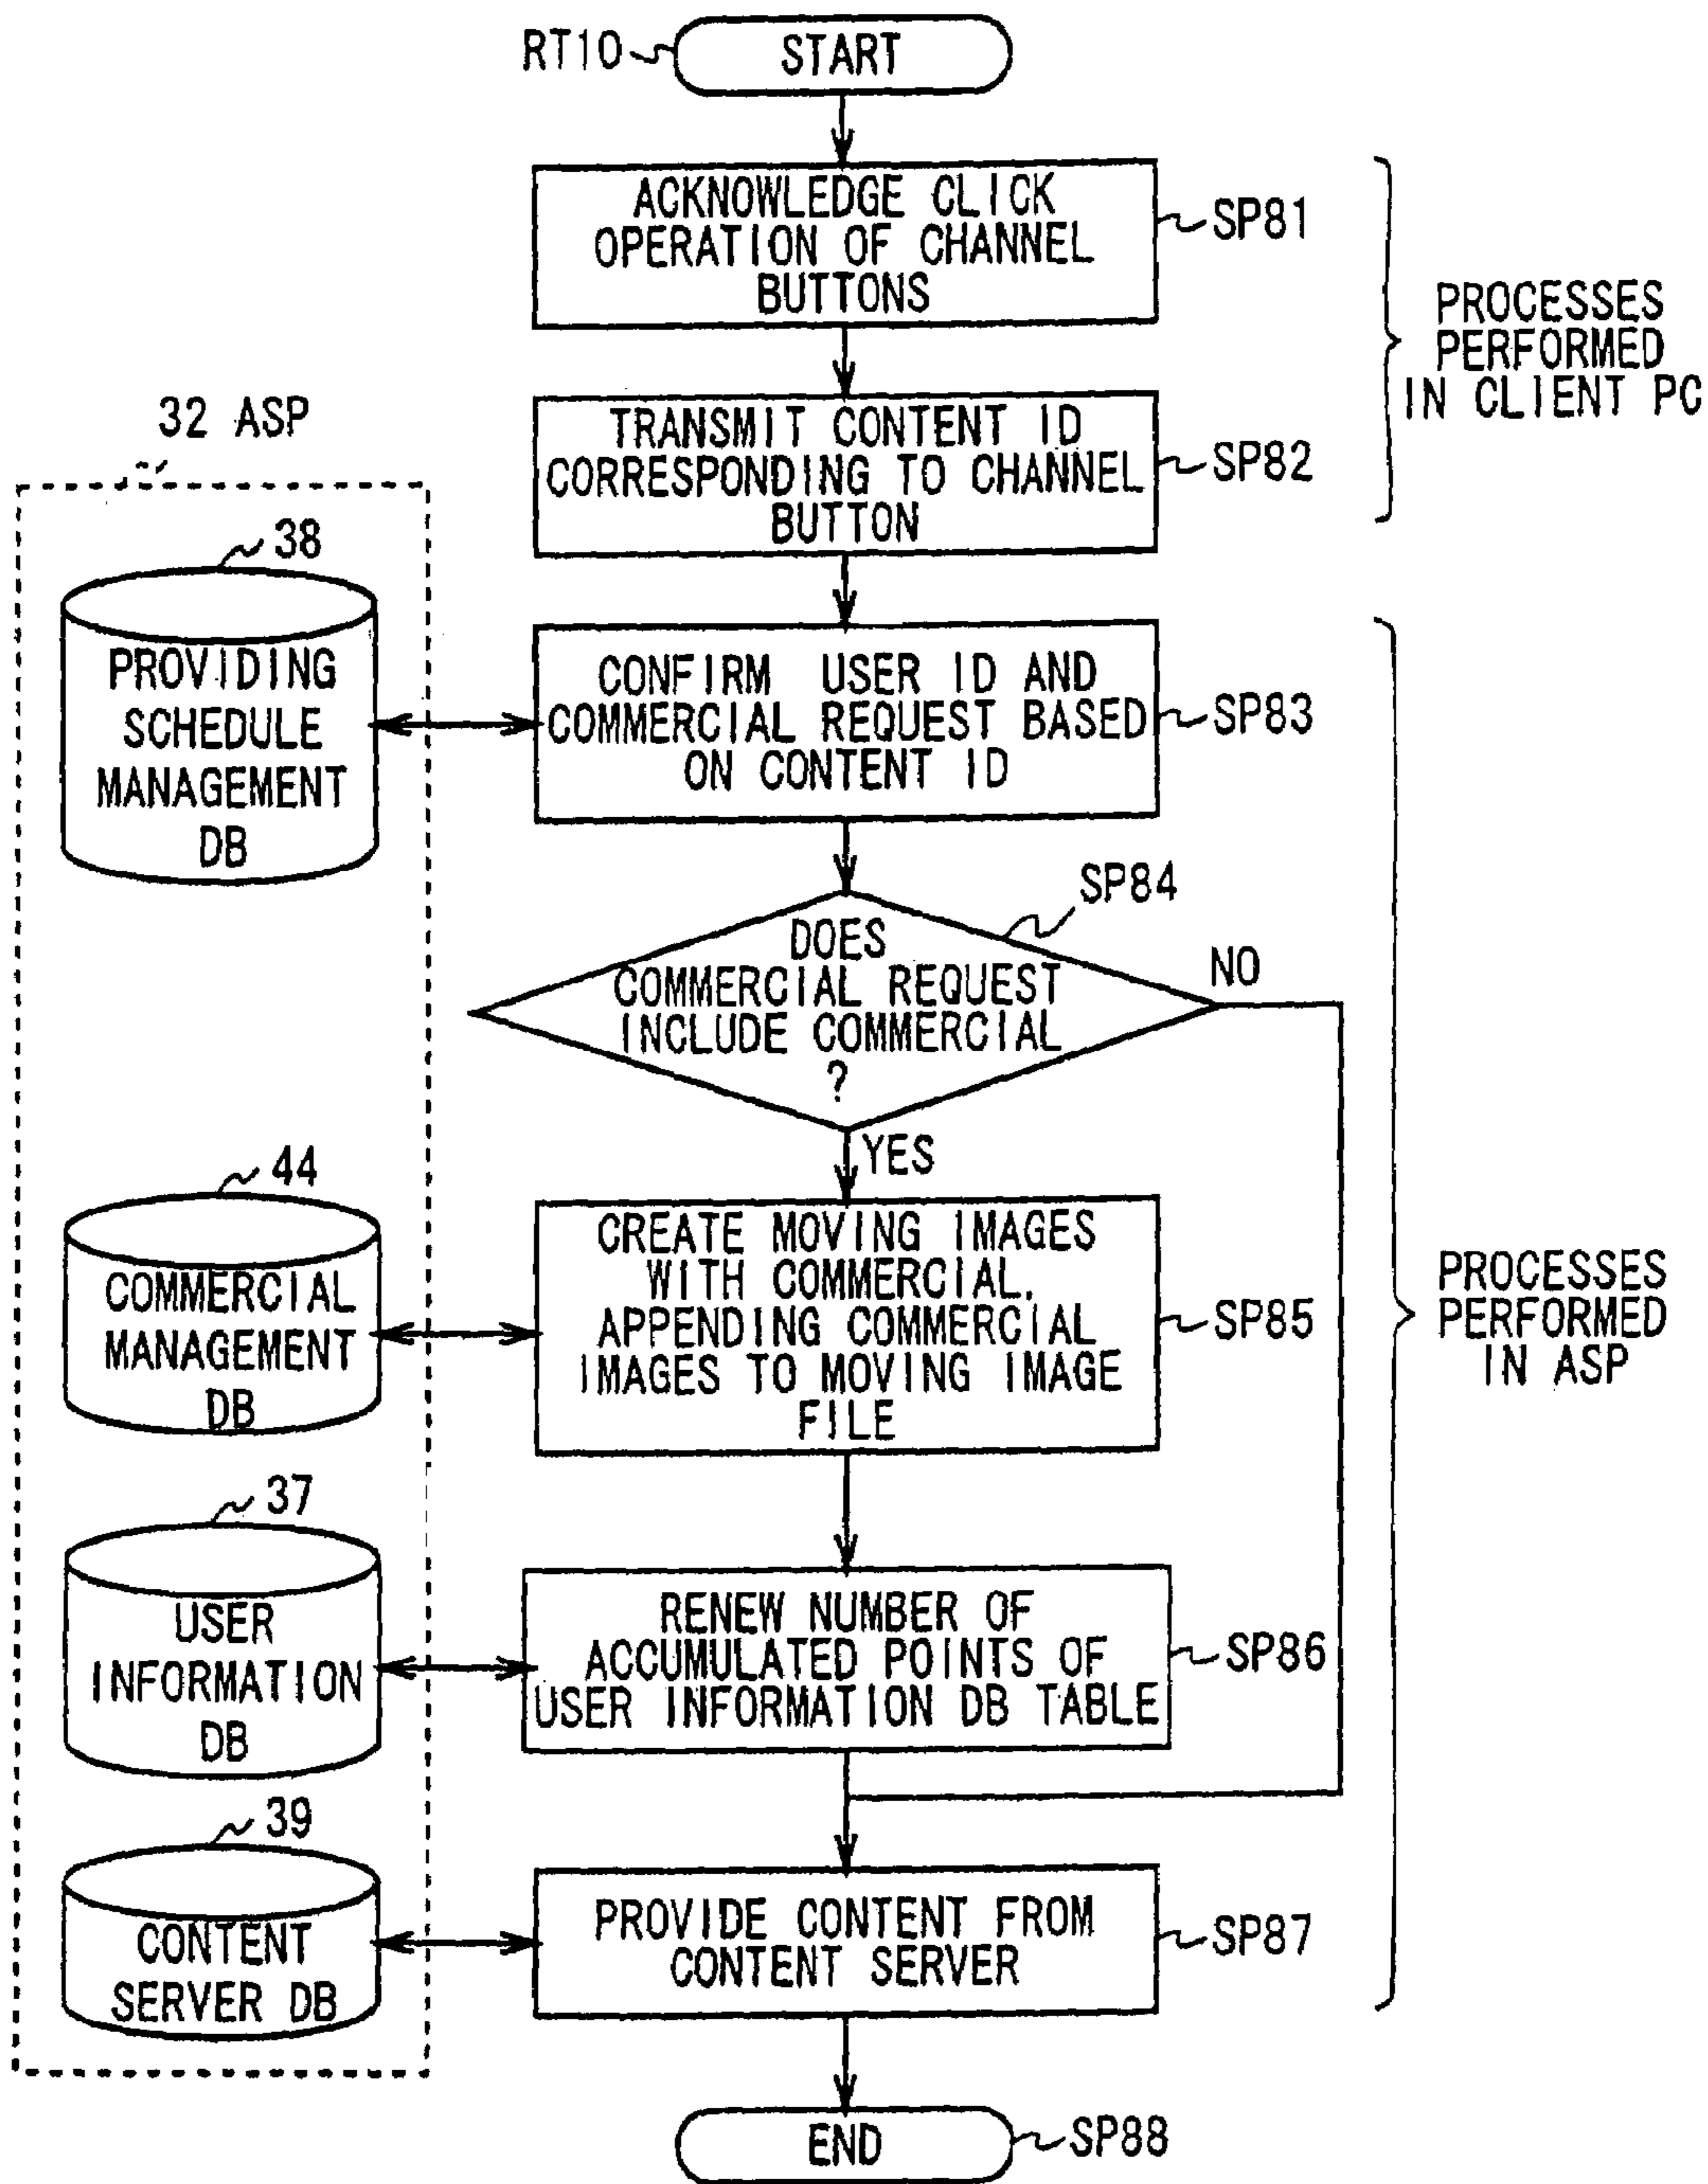 RT10
START
ACKNOWLEDGE CLICK
OPERATION OF CHANNEL
BUTTONS
SP81
PROCESSES
PERFORMED
IN CLIENT PC
TRANSMIT CONTENT ID
CORRESPONDING TO CHANNEL
BUTTON
SP82
32 ASP
38
PROVIDING
SCHEDULE
MANAGEMENT
DB
CONFIRM USER ID AND
COMMERCIAL REQUEST BASED
ON CONTENT ID
SP83
SP84
DOES
COMMERCIAL REQUEST
INCLUDE COMMERCIAL
?
NO
YES
44
COMMERCIAL
MANAGEMENT
DB
CREATE MOVING IMAGES
WITH COMMERCIAL,
APPENDING COMMERCIAL
IMAGES TO MOVING IMAGE
FILE
SP85
PROCESSES
PERFORMED
IN ASP
37
USER
INFORMATION
DB
RENEW NUMBER OF
ACCUMULATED POINTS OF
USER INFORMATION DB TABLE
SP86
39
CONTENT
SERVER DB
PROVIDE CONTENT FROM
CONTENT SERVER
SP87
END
SP88